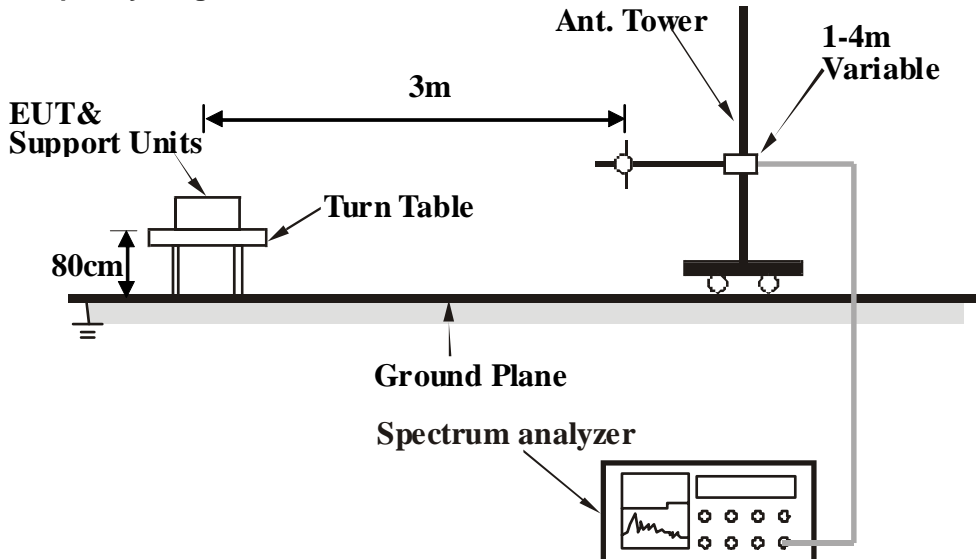 Ant. Tower
1-4m
Variable
3m
EUT&
Support Units
Turn Table
80cm
Ground Plane
Spectrum analyzer